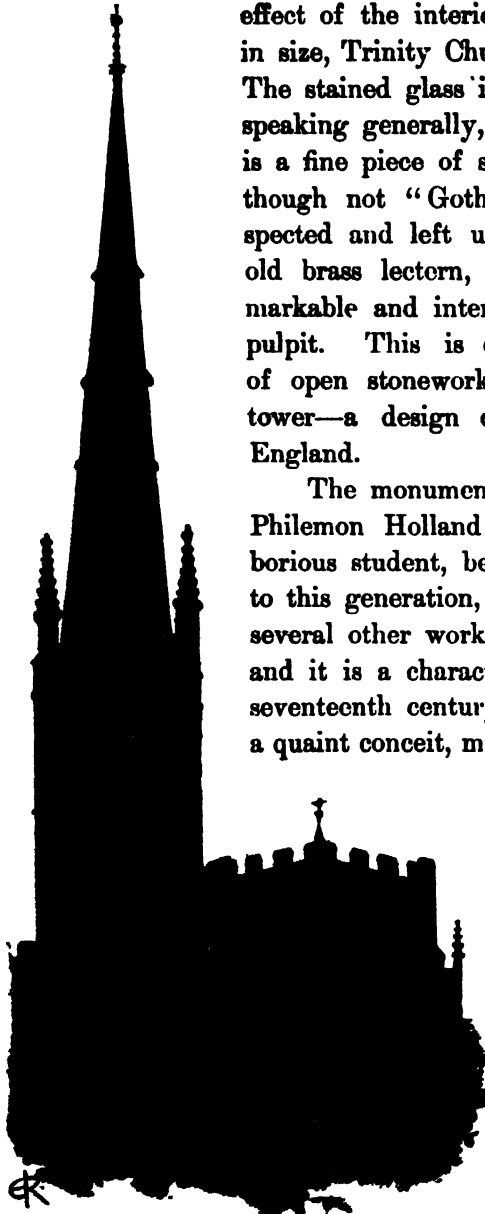 effect of the interi
in size, Trinity Ch
The stained glass i
speaking generally,
is a fine piece of s
though not "Goth
spected and left u
old brass lectern,
markable and inter
pulpit. This is
of open stonework
tower—a design
England.
The monumen
Philemon Holland
borious student, be
to this generation,
several other work
and it is a charac
seventeenth centur
a quaint conceit, m
EK